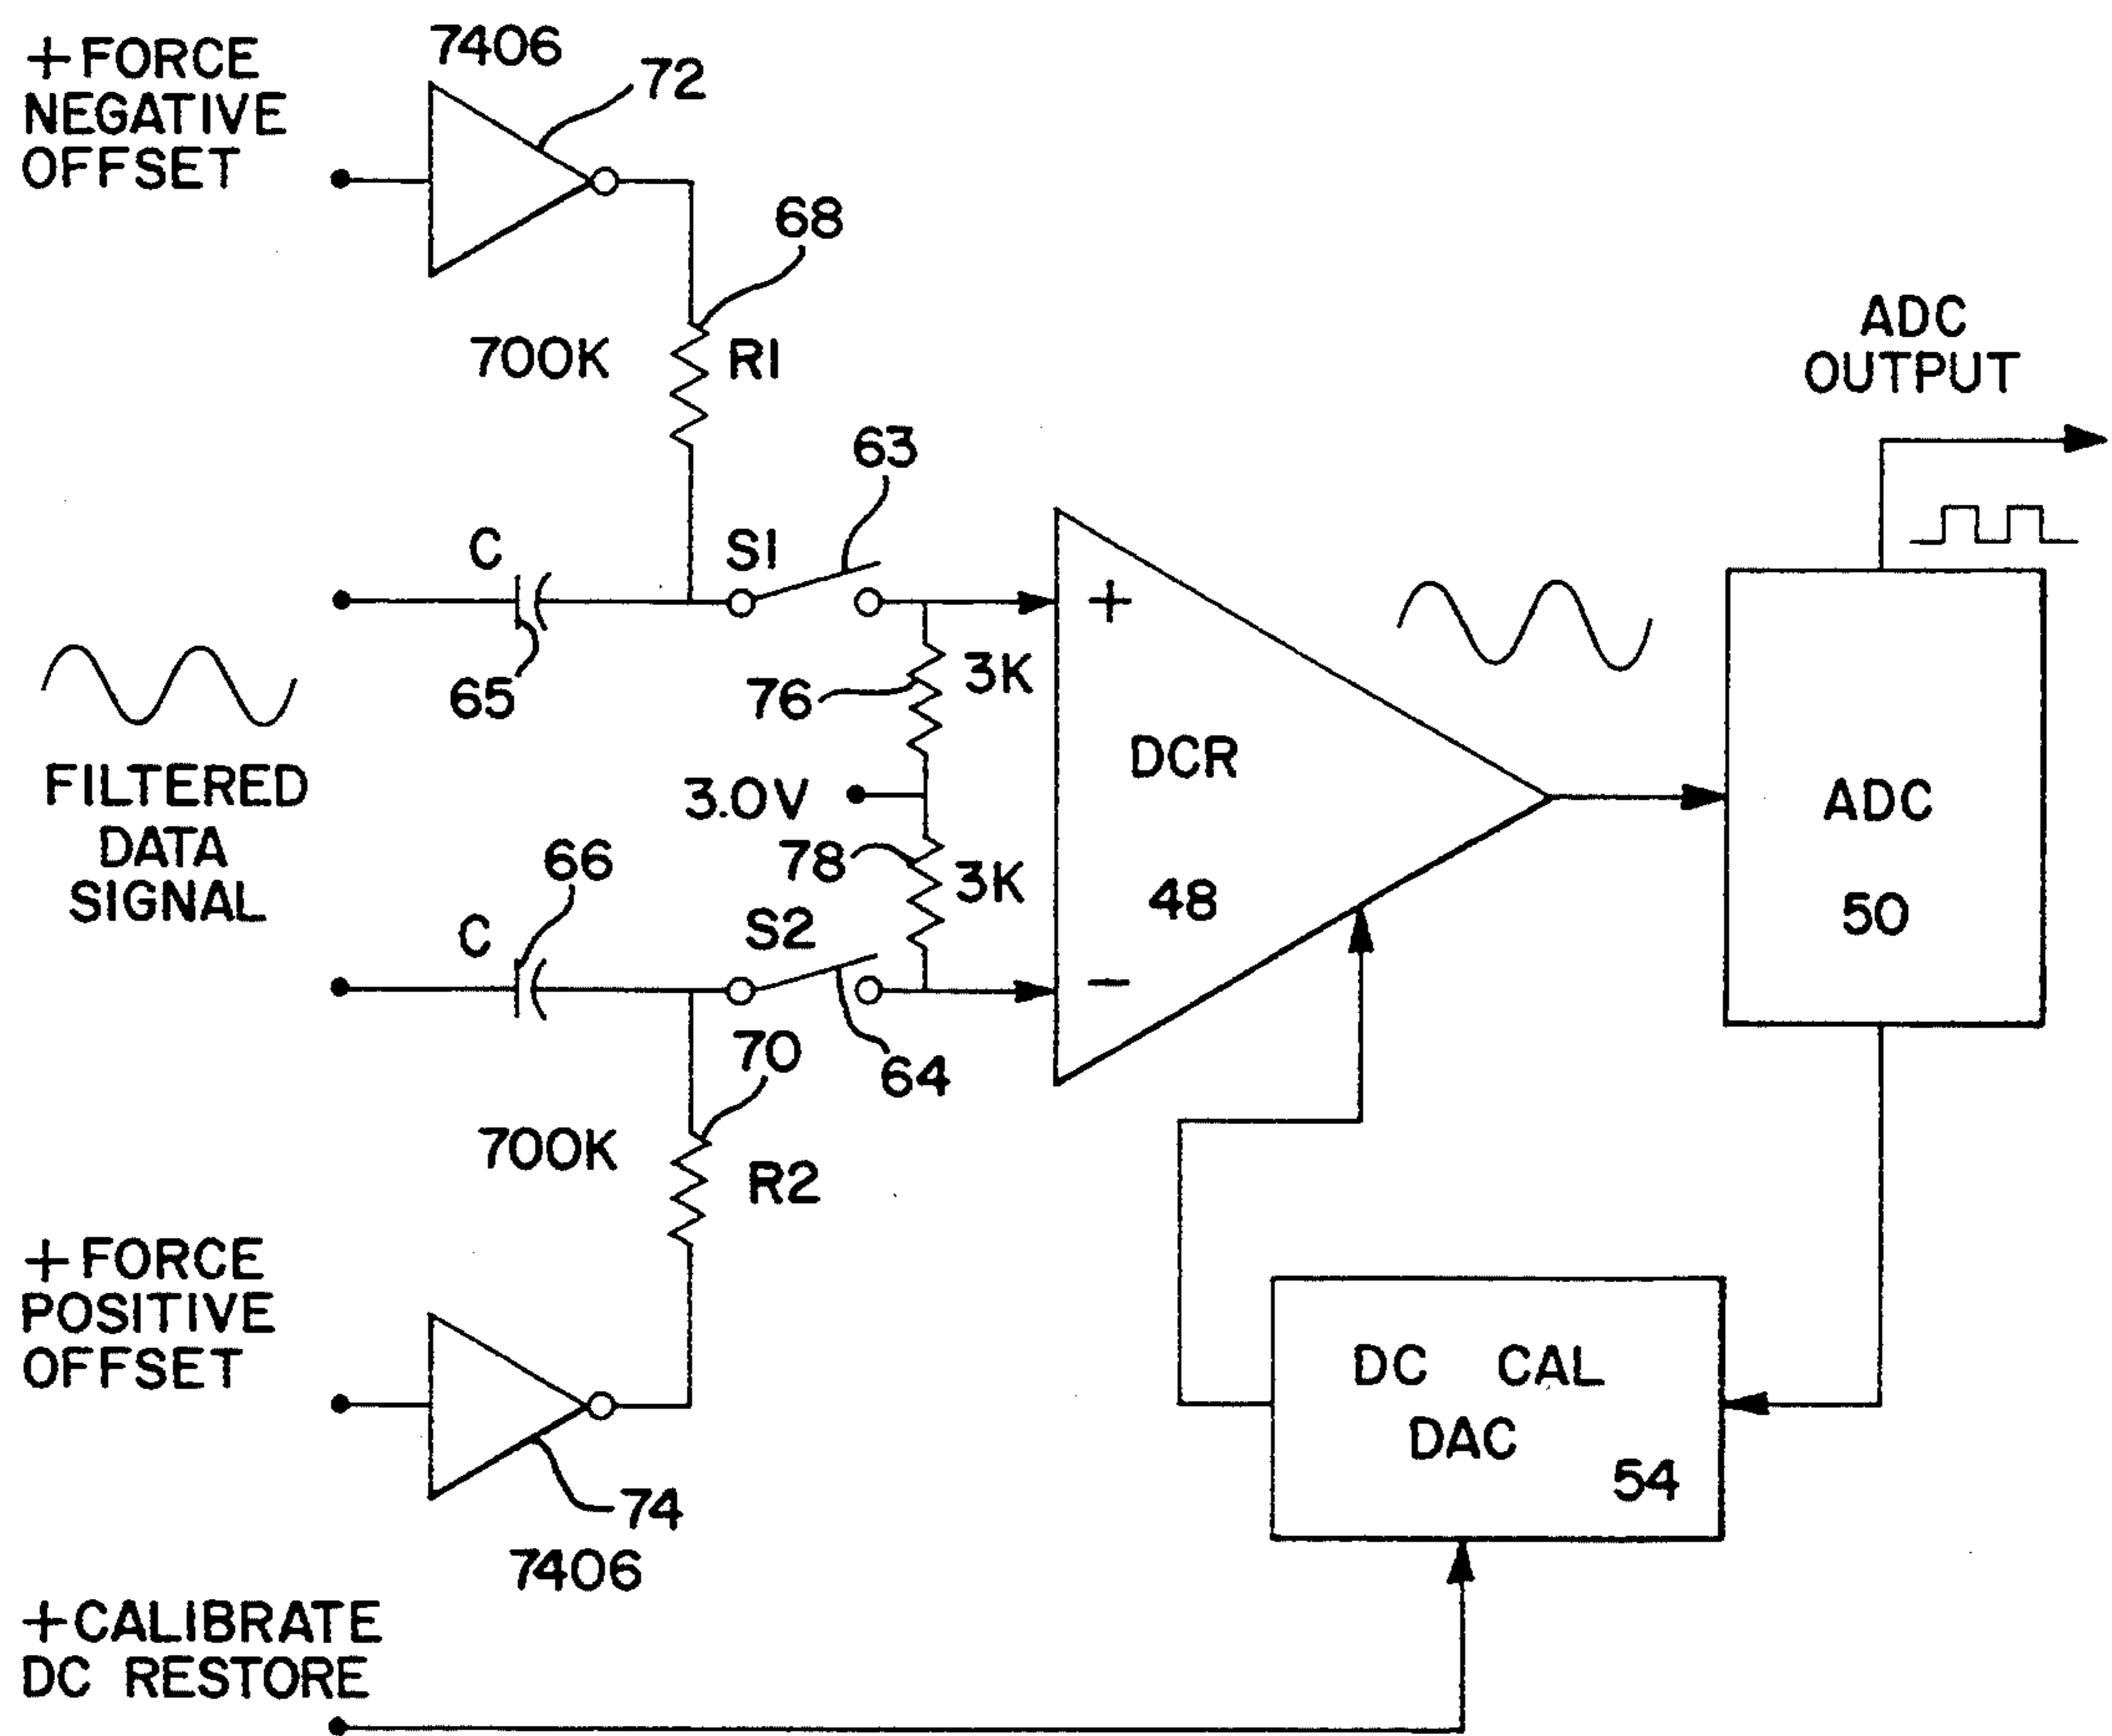 +FORCE
NEGATIVE
OFFSET
7406
72
68
700K
R1
ADC
OUTPUT
63
C
S1
65
+
76
3K
DCR
3.0V
FILTERED
DATA
SIGNAL
78
3K
48
ADC
50
66
C
S2
−
70
64
700K
R2
+FORCE
POSITIVE
OFFSET
74
7406
DC CAL
DAC
54
+CALIBRATE
DC RESTORE